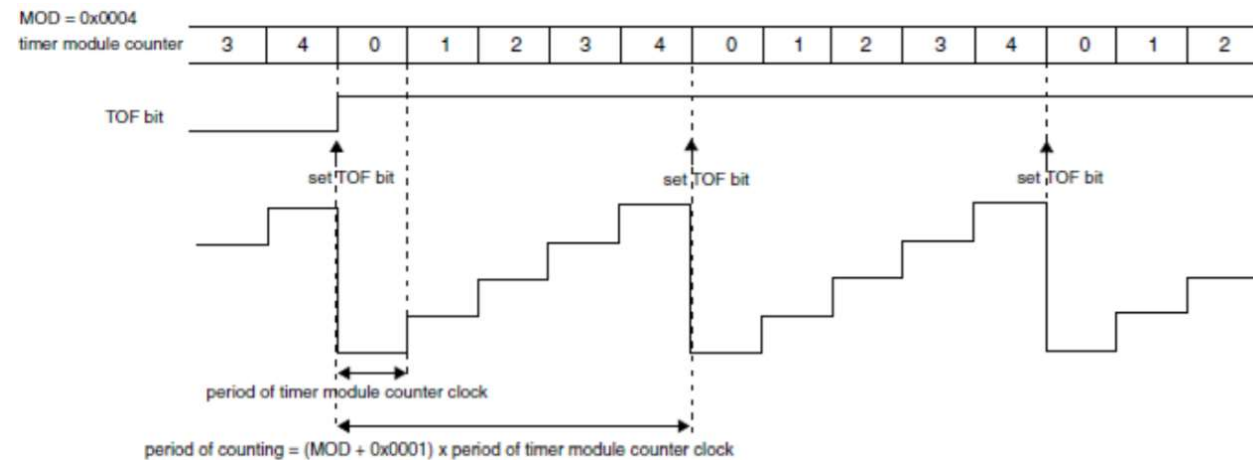 MOD = 0x0004
timer module counter 3 4 0 1 2 3 4 0 1 2 3 4 0 1 2
TOF bit
set TOF bit set TOF bit set TOF bit
period of timer module counter clock
period of counting = (MOD + 0x0001) x period of timer module counter clock